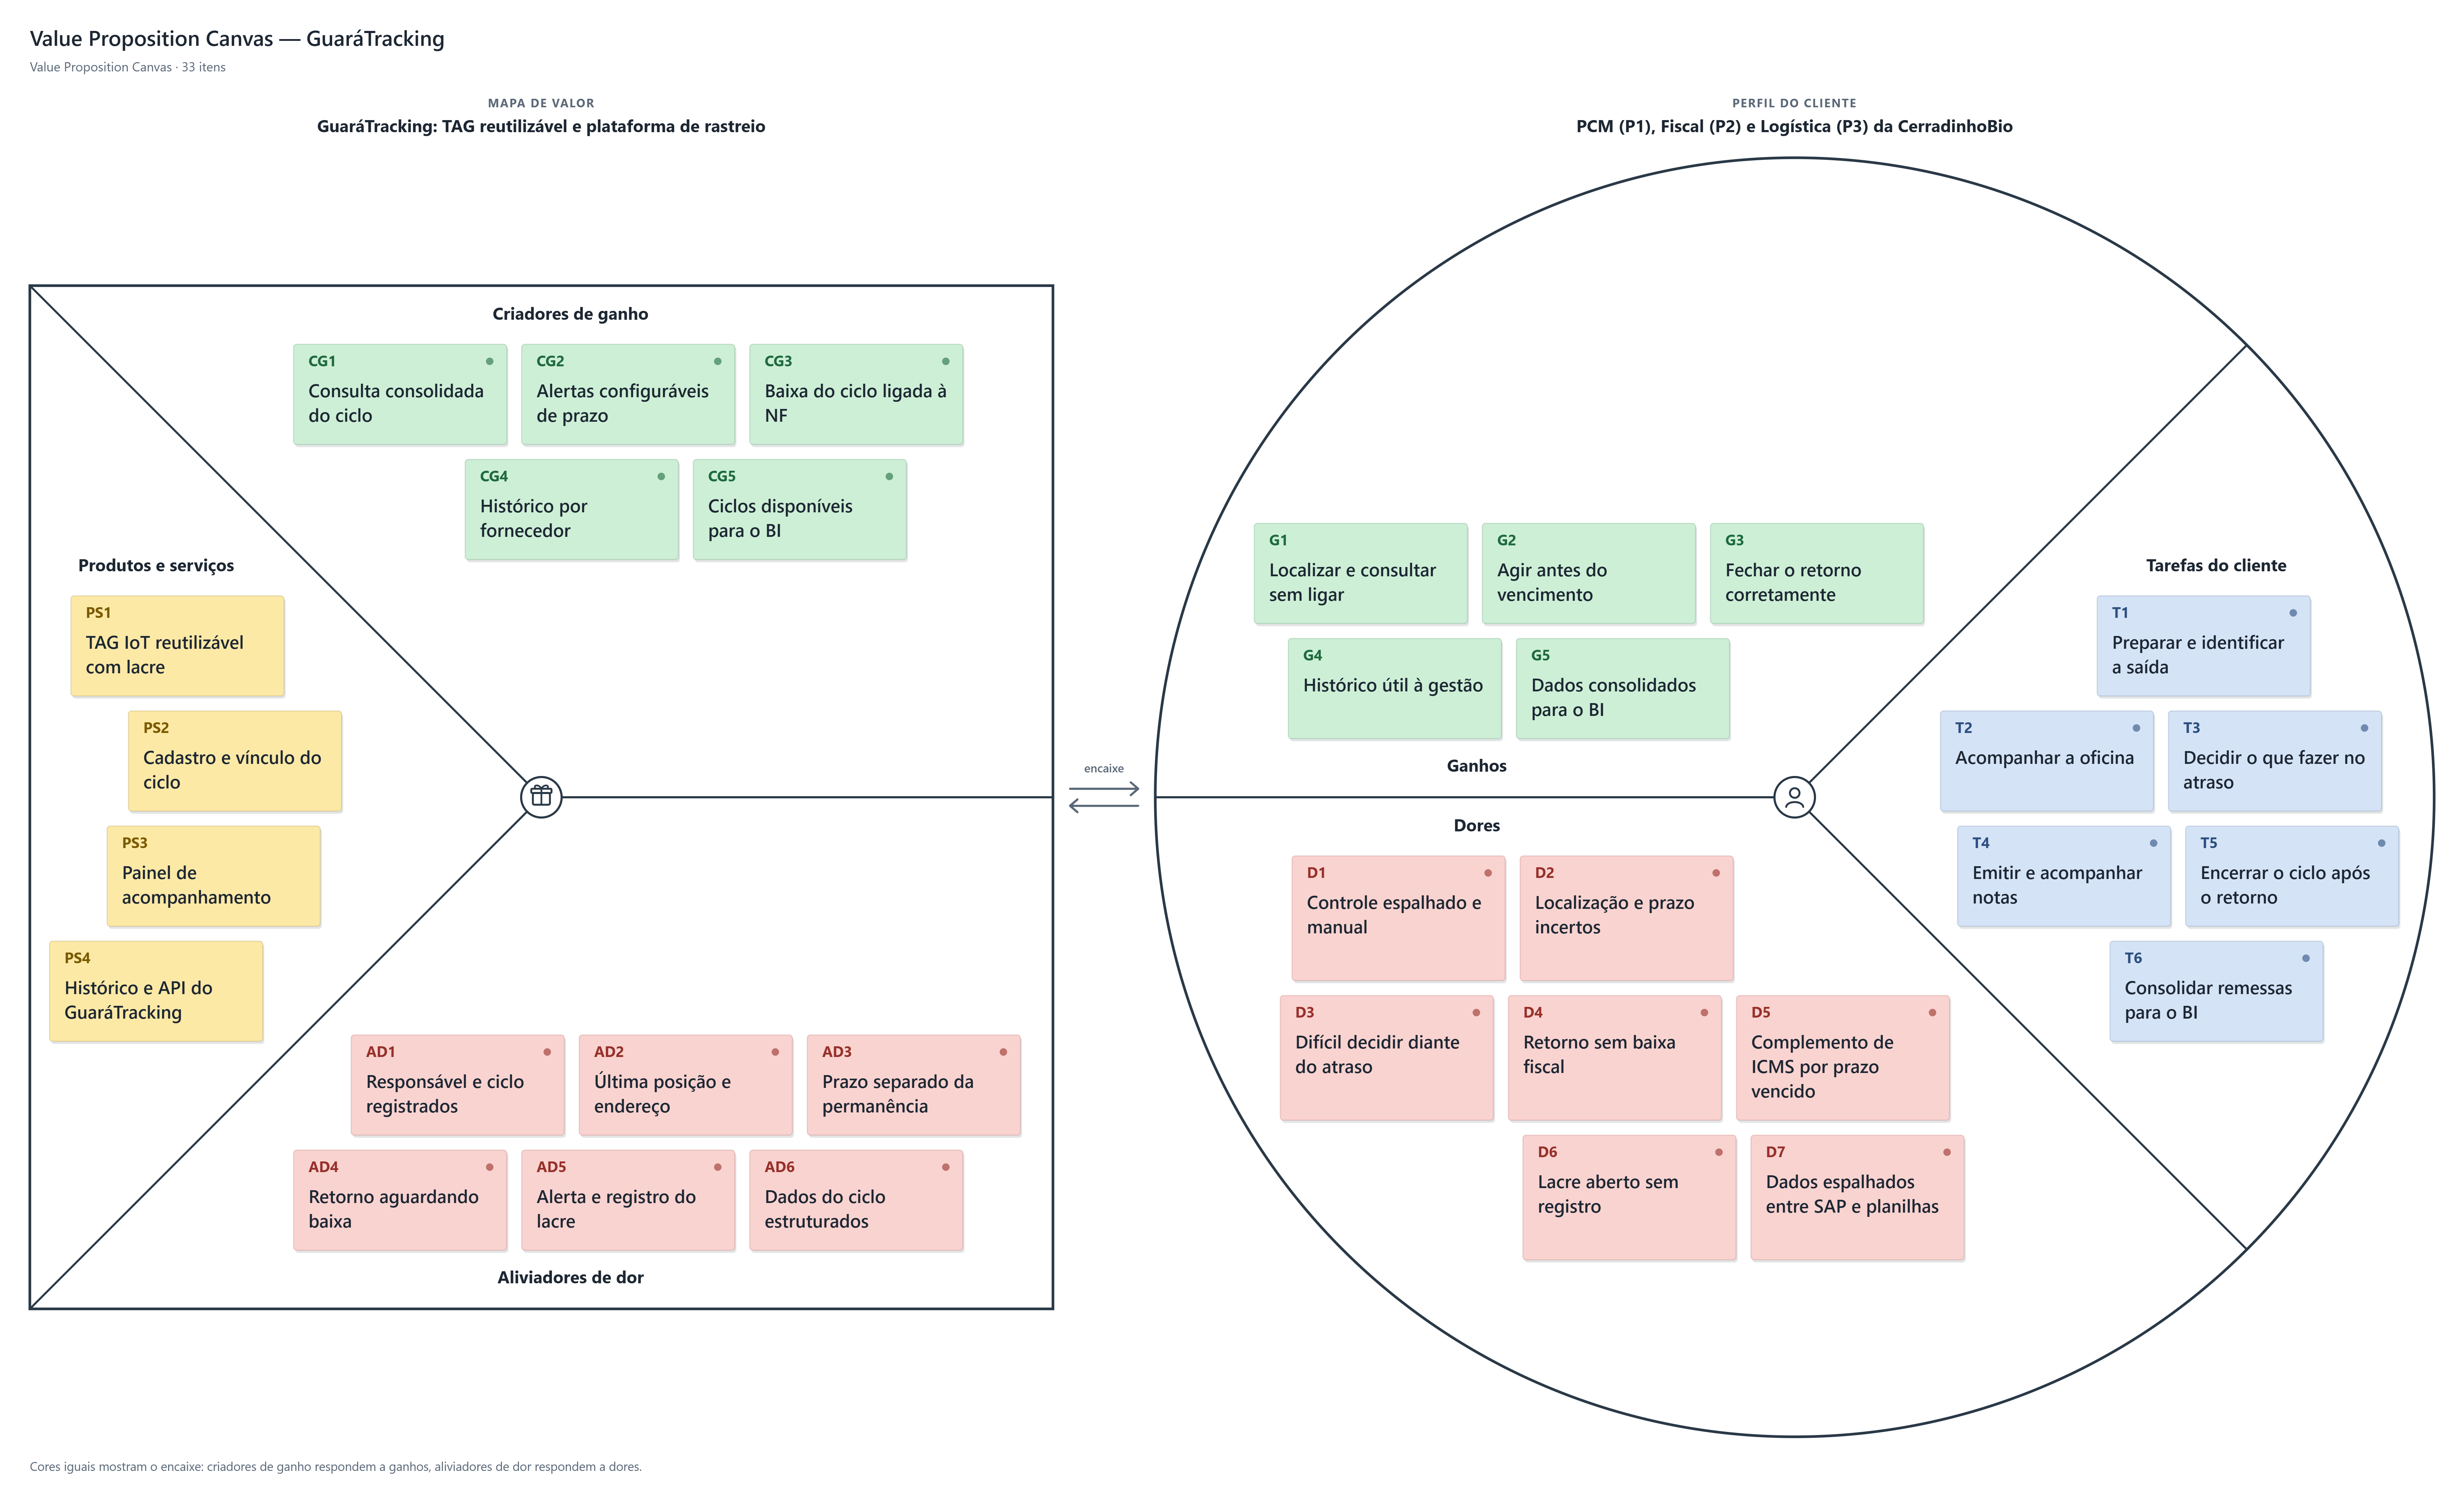 Value Proposition Canvas — GuaráTracking
Value Proposition Canvas · 33 itens
MAPA DE VALOR
GuaráTracking: TAG reutilizável e plataforma de rastreio
Criadores de ganho
CG1
Consulta consolidada
do ciclo
CG2
Alertas configuráveis
de prazo
CG3
Baixa do ciclo ligada à
NF
CG4
Histórico por
fornecedor
CG5
Ciclos disponíveis
para o BI
Produtos e serviços
PS1
TAG IoT reutilizável
com lacre
PS2
Cadastro e vínculo do
ciclo
PS3
Painel de
acompanhamento
PS4
Histórico e API do
GuaráTracking
AD1
Responsável e ciclo
registrados
AD2
Última posição e
endereço
AD3
Prazo separado da
permanência
AD4
Retorno aguardando
baixa
AD5
Alerta e registro do
lacre
AD6
Dados do ciclo
estruturados
Aliviadores de dor
encaixe
PERFIL DO CLIENTE
PCM (P1), Fiscal (P2) e Logística (P3) da CerradinhoBio
G1
Localizar e consultar
sem ligar
G2
Agir antes do
vencimento
G3
Fechar o retorno
corretamente
G4
Histórico útil à gestão
G5
Dados consolidados
para o BI
Ganhos
Dores
D1
Controle espalhado e
manual
D2
Localização e prazo
incertos
D3
Difícil decidir diante
do atraso
D4
Retorno sem baixa
fiscal
D5
Complemento de
ICMS por prazo
vencido
D6
Lacre aberto sem
registro
D7
Dados espalhados
entre SAP e planilhas
Tarefas do cliente
T1
Preparar e identificar
a saída
T2
Acompanhar a oficina
T3
Decidir o que fazer no
atraso
T4
Emitir e acompanhar
notas
T5
Encerrar o ciclo após
o retorno
T6
Consolidar remessas
para o BI
Cores iguais mostram o encaixe: criadores de ganho respondem a ganhos, aliviadores de dor respondem a dores.